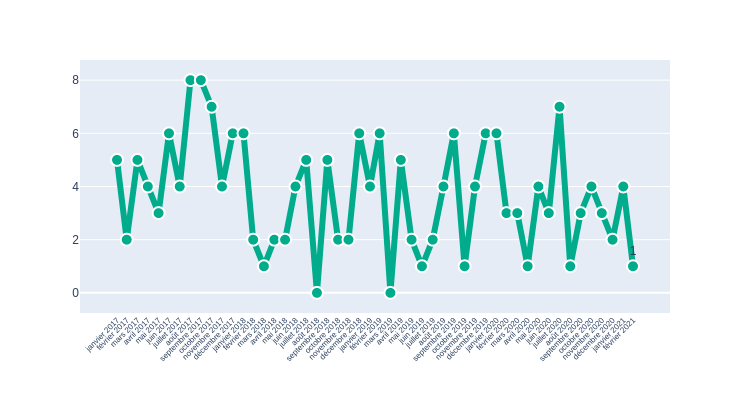 8
6
4
2
0
1
janvier 2017
février 2017
mars 2017
avril 2017
mai 2017
juin 2017
juillet 2017
août 2017
septembre 2017
octobre 2017
novembre 2017
décembre 2017
janvier 2018
février 2018
mars 2018
avril 2018
mai 2018
juin 2018
juillet 2018
août 2018
septembre 2018
octobre 2018
novembre 2018
décembre 2018
janvier 2019
février 2019
mars 2019
avril 2019
mai 2019
juin 2019
juillet 2019
août 2019
septembre 2019
octobre 2019
novembre 2019
décembre 2019
janvier 2020
février 2020
mars 2020
avril 2020
mai 2020
juin 2020
juillet 2020
août 2020
septembre 2020
octobre 2020
novembre 2020
décembre 2020
janvier 2021
février 2021